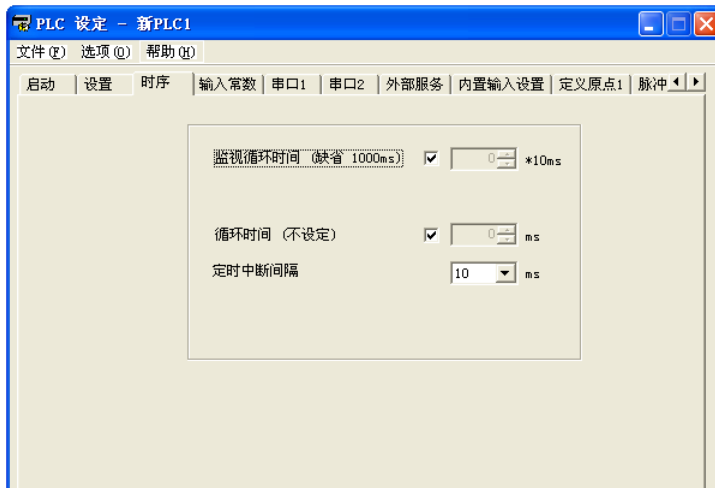 PLC 设定 - 新PLC1
文件(F) 选项(O) 帮助(H)
启动 设置 时序 输入常数 串口1 串口2 外部服务 内置输入设置 定义原点1 脉冲
监视循环时间 (缺省 1000ms) 0 *10ms
循环时间 (不设定) 0 ms
定时中断间隔 10 ms